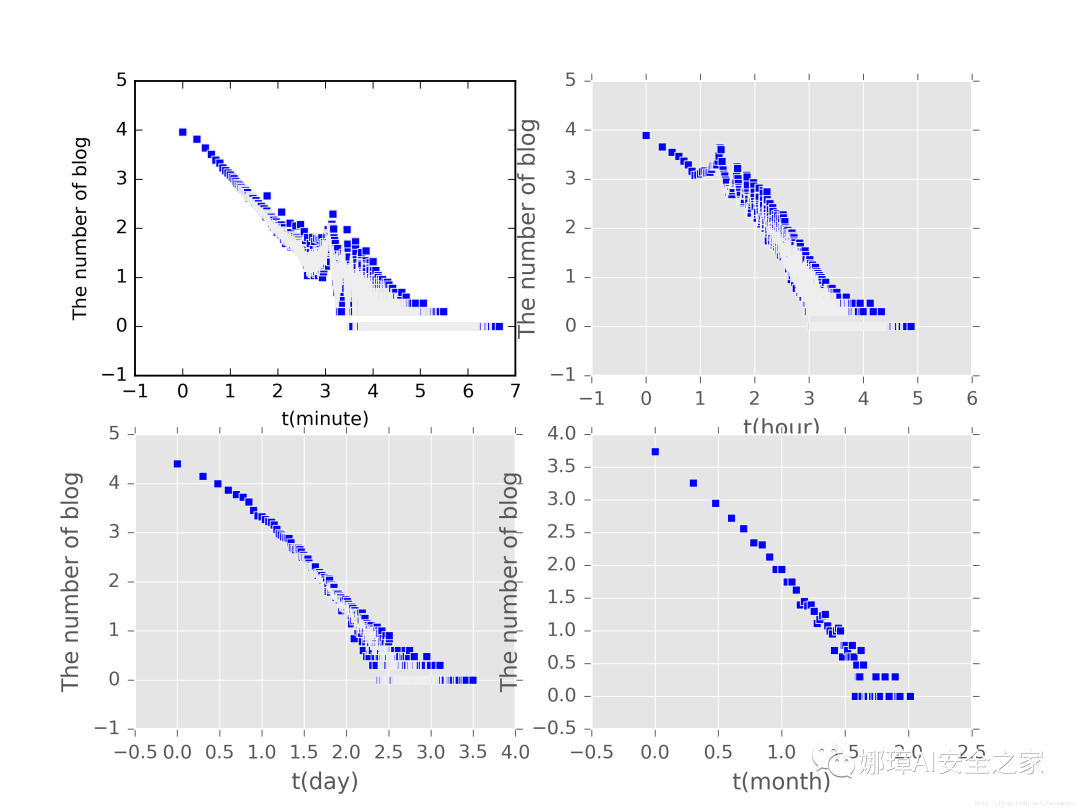 The number of blog
5
4
3
2
1
0
−1
−1 0 1 2 3 4 5 6 7
t(minute)
The number of blog
5
4
3
2
1
0
−1
−1 0 1 2 3 4 5 6
t(hour)
The number of blog
5
4
3
2
1
0
−1
−0.5 0.0 0.5 1.0 1.5 2.0 2.5 3.0 3.5 4.0
t(day)
The number of blog
4.0
3.5
3.0
2.5
2.0
1.5
1.0
0.5
0.0
−0.5
−0.5 0.0 0.5 1.0 1.5 2.0 2.5
t(month)
娜璋AI安全之家